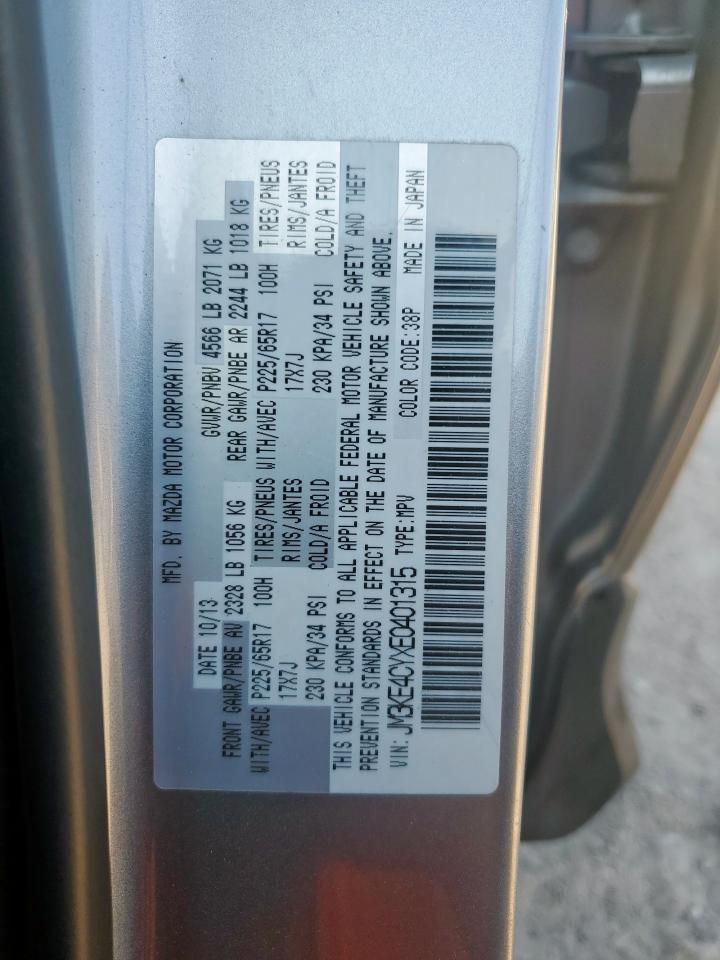 MFD. BY MAZDA MOTOR CORPORATION
DATE 10/13 GVWR/PNBV 4566 LB 2071 KG
FRONT GAWR/PNBE AV 2328 LB 1056 KG REAR GAWR/PNBE AR 2244 LB 1018 KG
WITH/AVEC P225/65R17 100H TIRES/PNEUS WITH/AVEC P225/65R17 100H TIRES/PNEUS
17X7J RIMS/JANTES 17X7J RIMS/JANTES
230 KPA/34 PSI COLD/A FROID 230 KPA/34 PSI COLD/A FROID
THIS VEHICLE CONFORMS TO ALL APPLICABLE FEDERAL MOTOR VEHICLE SAFETY AND THEFT
PREVENTION STANDARDS IN EFFECT ON THE DATE OF MANUFACTURE SHOWN ABOVE.
VIN: JM3KE4CYXE0401315 TYPE:MPV COLOR CODE:38P MADE IN JAPAN